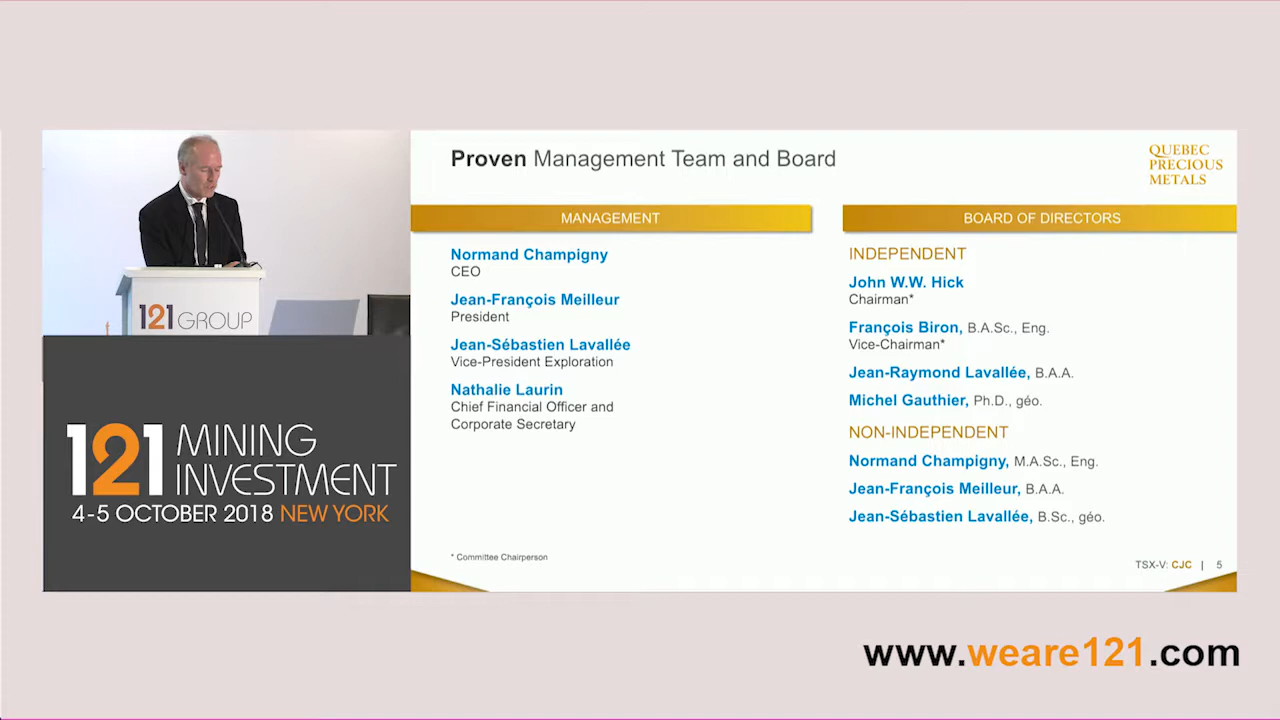 Proven Management Team and Board
QUEBEC
PRECIOUS
METALS
MANAGEMENT
Normand Champigny
CEO
Jean-François Meilleur
President
Jean-Sébastien Lavallée
Vice-President Exploration
Nathalie Laurin
Chief Financial Officer and
Corporate Secretary
* Committee Chairperson
BOARD OF DIRECTORS
INDEPENDENT
John W.W. Hick
Chairman*
François Biron, B.A.Sc., Eng.
Vice-Chairman*
Jean-Raymond Lavallée, B.A.A.
Michel Gauthier, Ph.D., géo.
NON-INDEPENDENT
Normand Champigny, M.A.Sc., Eng.
Jean-François Meilleur, B.A.A.
Jean-Sébastien Lavallée, B.Sc., géo.
TSX-V: CJC | 5
121 GROUP
121 MINING
INVESTMENT
4-5 OCTOBER 2018 NEW YORK
www.weare121.com